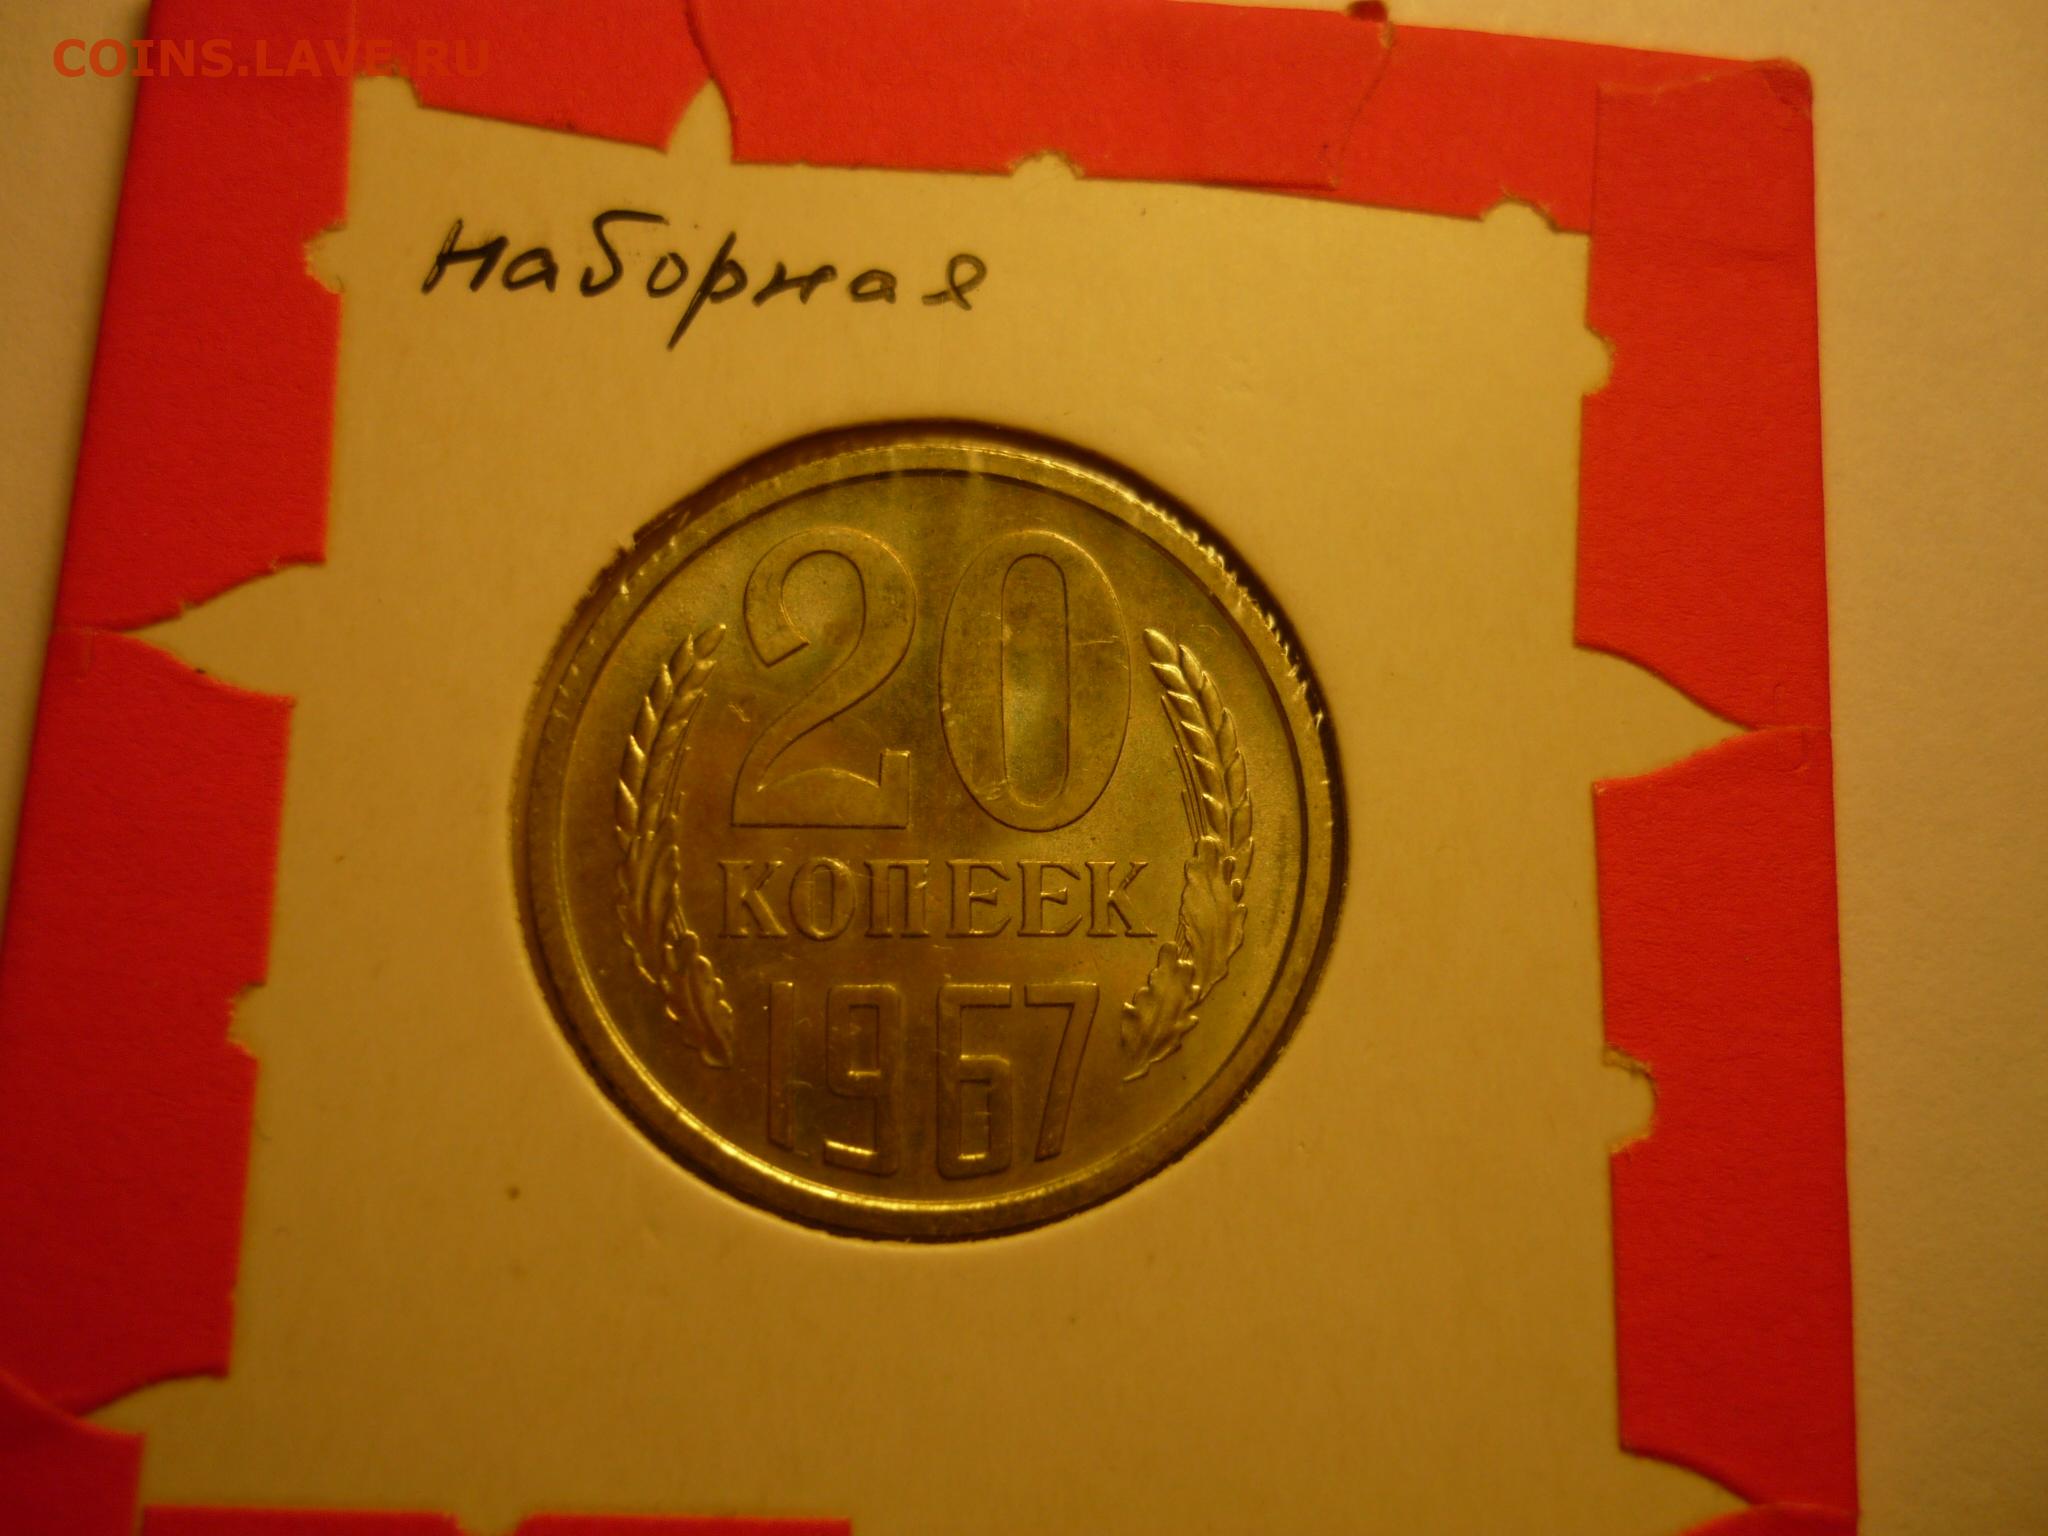 COINS.LAVE.RU
наборная
20
КОПЕЕК
1967